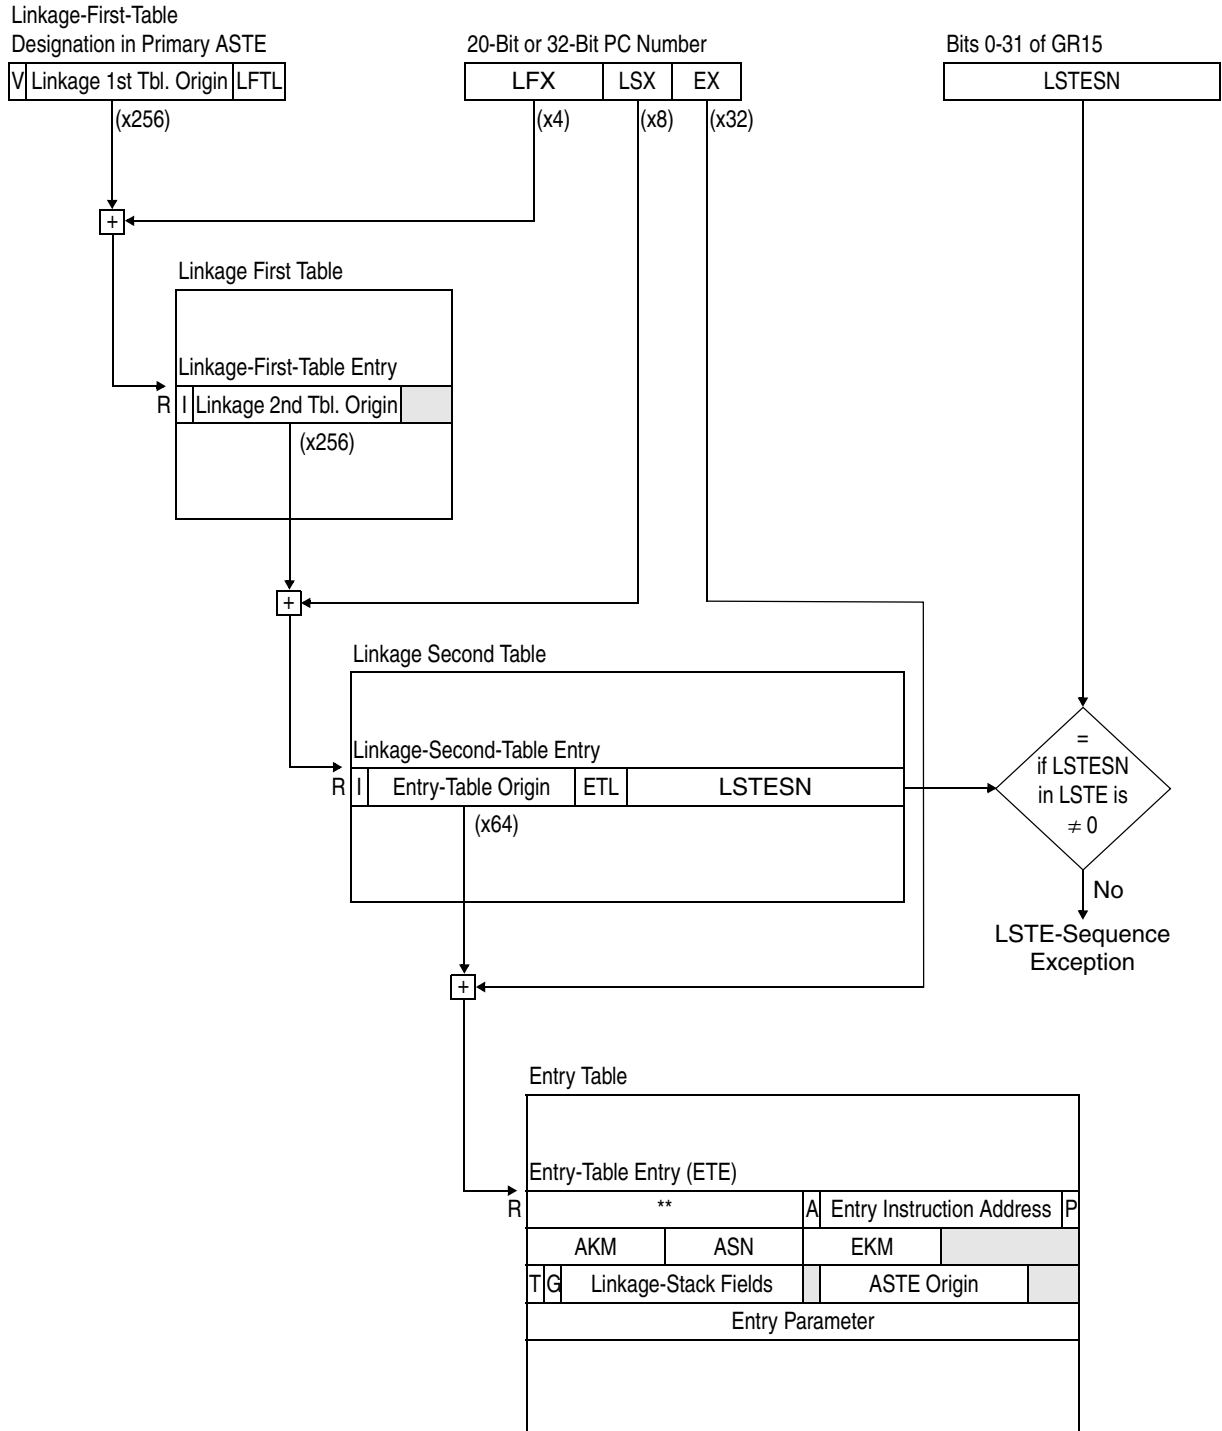 Linkage-First-Table
Designation in Primary ASTE
20-Bit or 32-Bit PC Number
Bits 0-31 of GR15
V Linkage 1st Tbl. Origin LFTL
LFX LSX EX
LSTESN
(x256)
(x4) (x8) (x32)
+
Linkage First Table
Linkage-First-Table Entry
R I Linkage 2nd Tbl. Origin
(x256)
+
Linkage Second Table
Linkage-Second-Table Entry
R I Entry-Table Origin ETL LSTESN
(x64)
=
if LSTESN
in LSTE is
≠ 0
No
LSTE-Sequence
Exception
+
Entry Table
Entry-Table Entry (ETE)
R ** A Entry Instruction Address P
AKM ASN EKM
T G Linkage-Stack Fields ASTE Origin
Entry Parameter